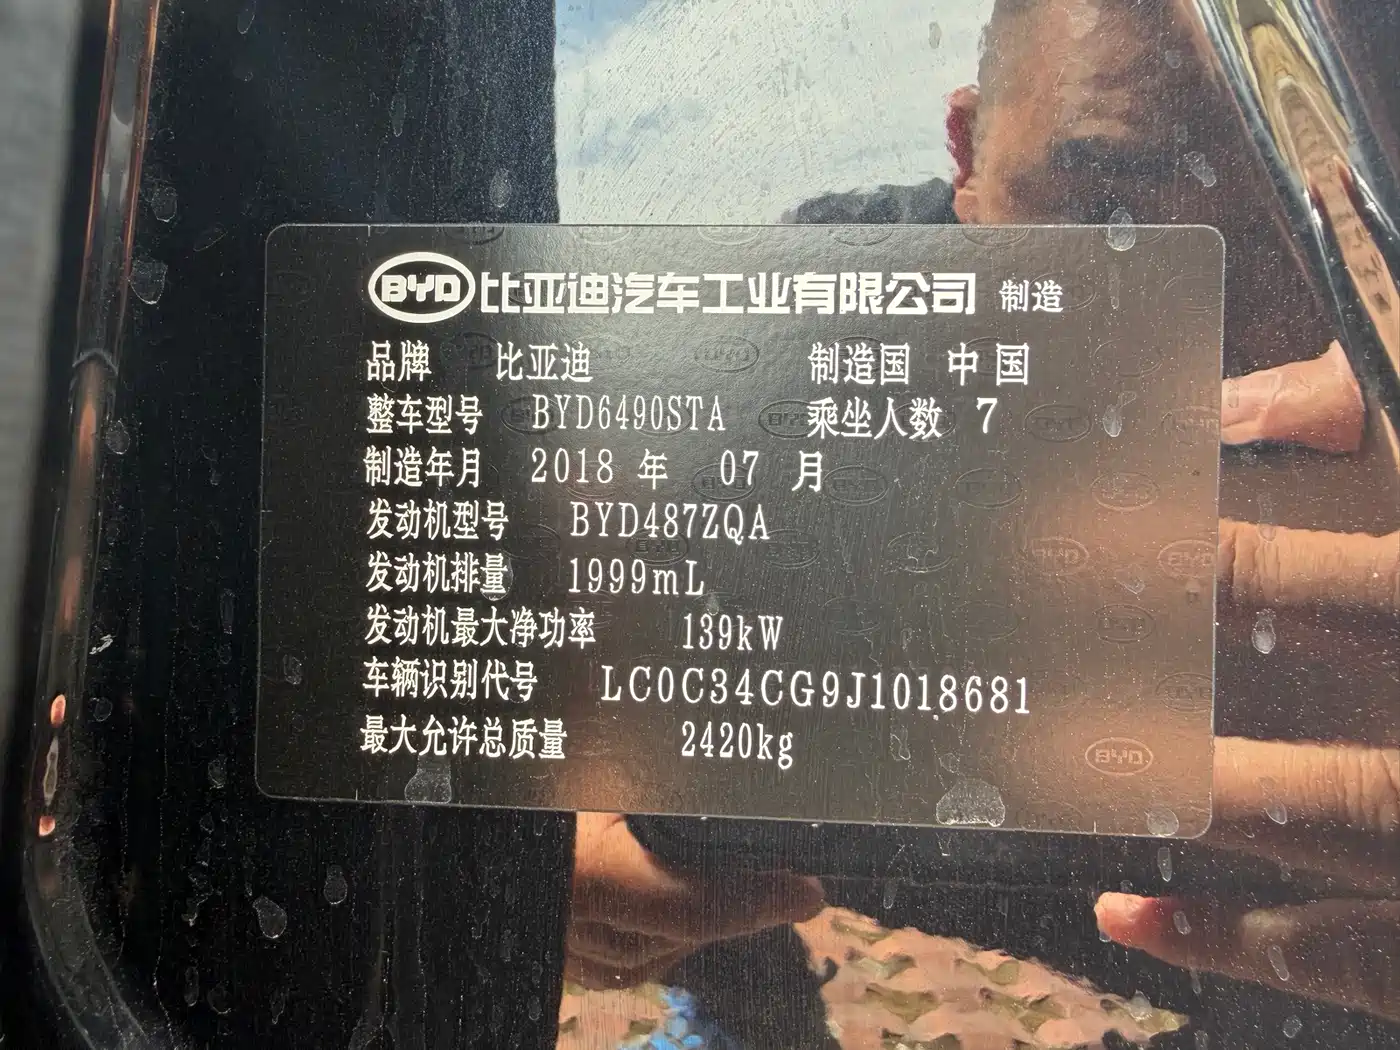 BYD 比亚迪汽车工业有限公司 制造
品牌 比亚迪 制造国 中国
整车型号 BYD6490STA 乘坐人数 7
制造年月 2018 年 07 月
发动机型号 BYD487ZQA
发动机排量 1999mL
发动机最大净功率 139kW
车辆识别代号 LC0C34CG9J1018681
最大允许总质量 2420kg
BYD